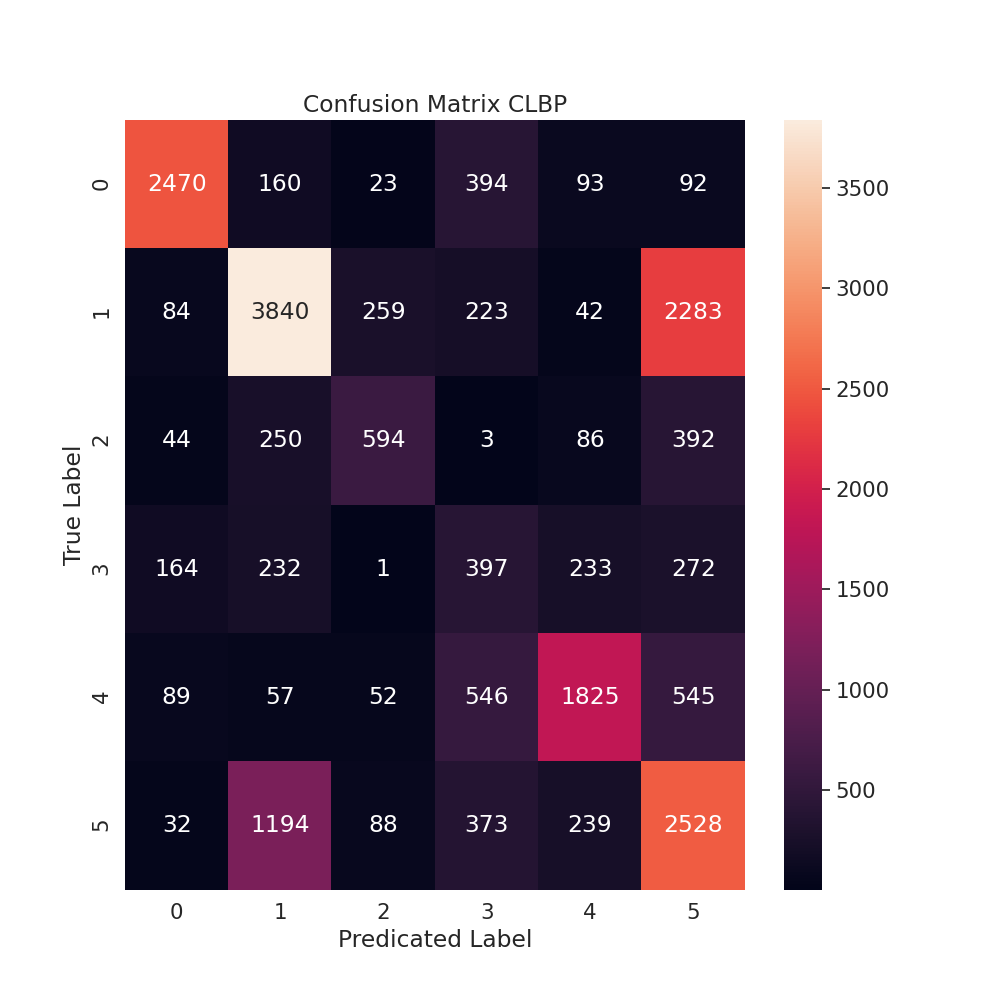 Confusion Matrix CLBP
0 2470 160 23 394 93 92
1 84 3840 259 223 42 2283
2 44 250 594 3 86 392
3 164 232 1 397 233 272
4 89 57 52 546 1825 545
5 32 1194 88 373 239 2528
0 1 2 3 4 5
Predicated Label
True Label
3500
3000
2500
2000
1500
1000
500